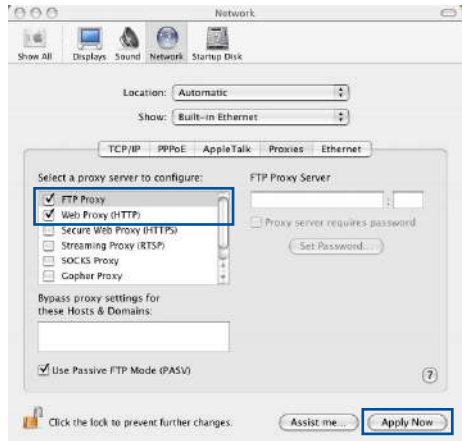 Network
Show All Displays Sound Network Startup Disk
Location: Automatic
Show: Built-in Ethernet
TCP/IP PPPoE AppleTalk Proxies Ethernet
Select a proxy server to configure: FTP Proxy Server
FTP Proxy
:
Web Proxy (HTTP)
Proxy server requires password
Secure Web Proxy (HTTPS)
Streaming Proxy (RTSP)
Set Password...
SOCKS Proxy
Gopher Proxy
Bypass proxy settings for
these Hosts & Domains:
Use Passive FTP Mode (PASV)
?
Click the lock to prevent further changes. Assist me... Apply Now